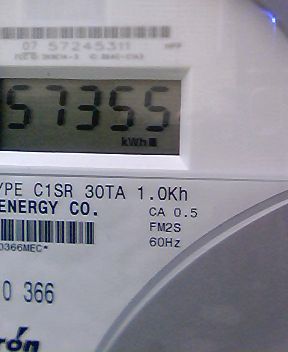 07 57245311
57355
kWh
YPE C1SR 30TA 1.0Kh
ENERGY CO.
CA 0.5
FM2S
60Hz
0366MEC*
0 366
rón